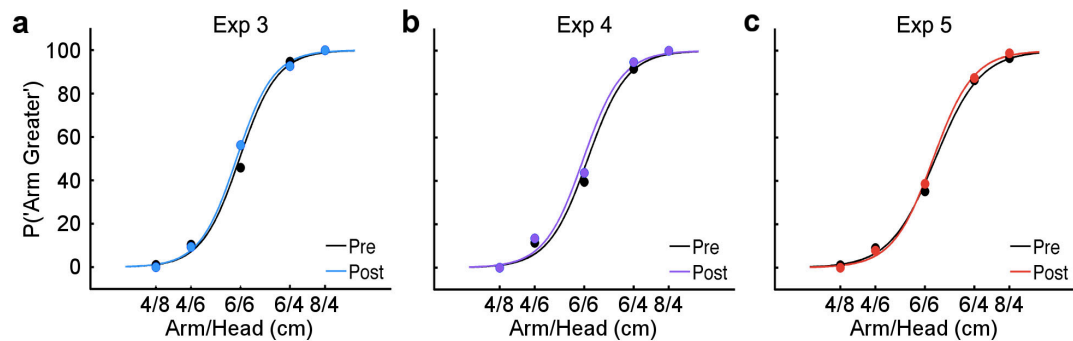 a Exp 3
P('Arm Greater')
100
80
60
40
20
0
Pre
Post
4/8 4/6 6/6 6/4 8/4
Arm/Head (cm)
b Exp 4
Pre
Post
4/8 4/6 6/6 6/4 8/4
Arm/Head (cm)
c Exp 5
Pre
Post
4/8 4/6 6/6 6/4 8/4
Arm/Head (cm)